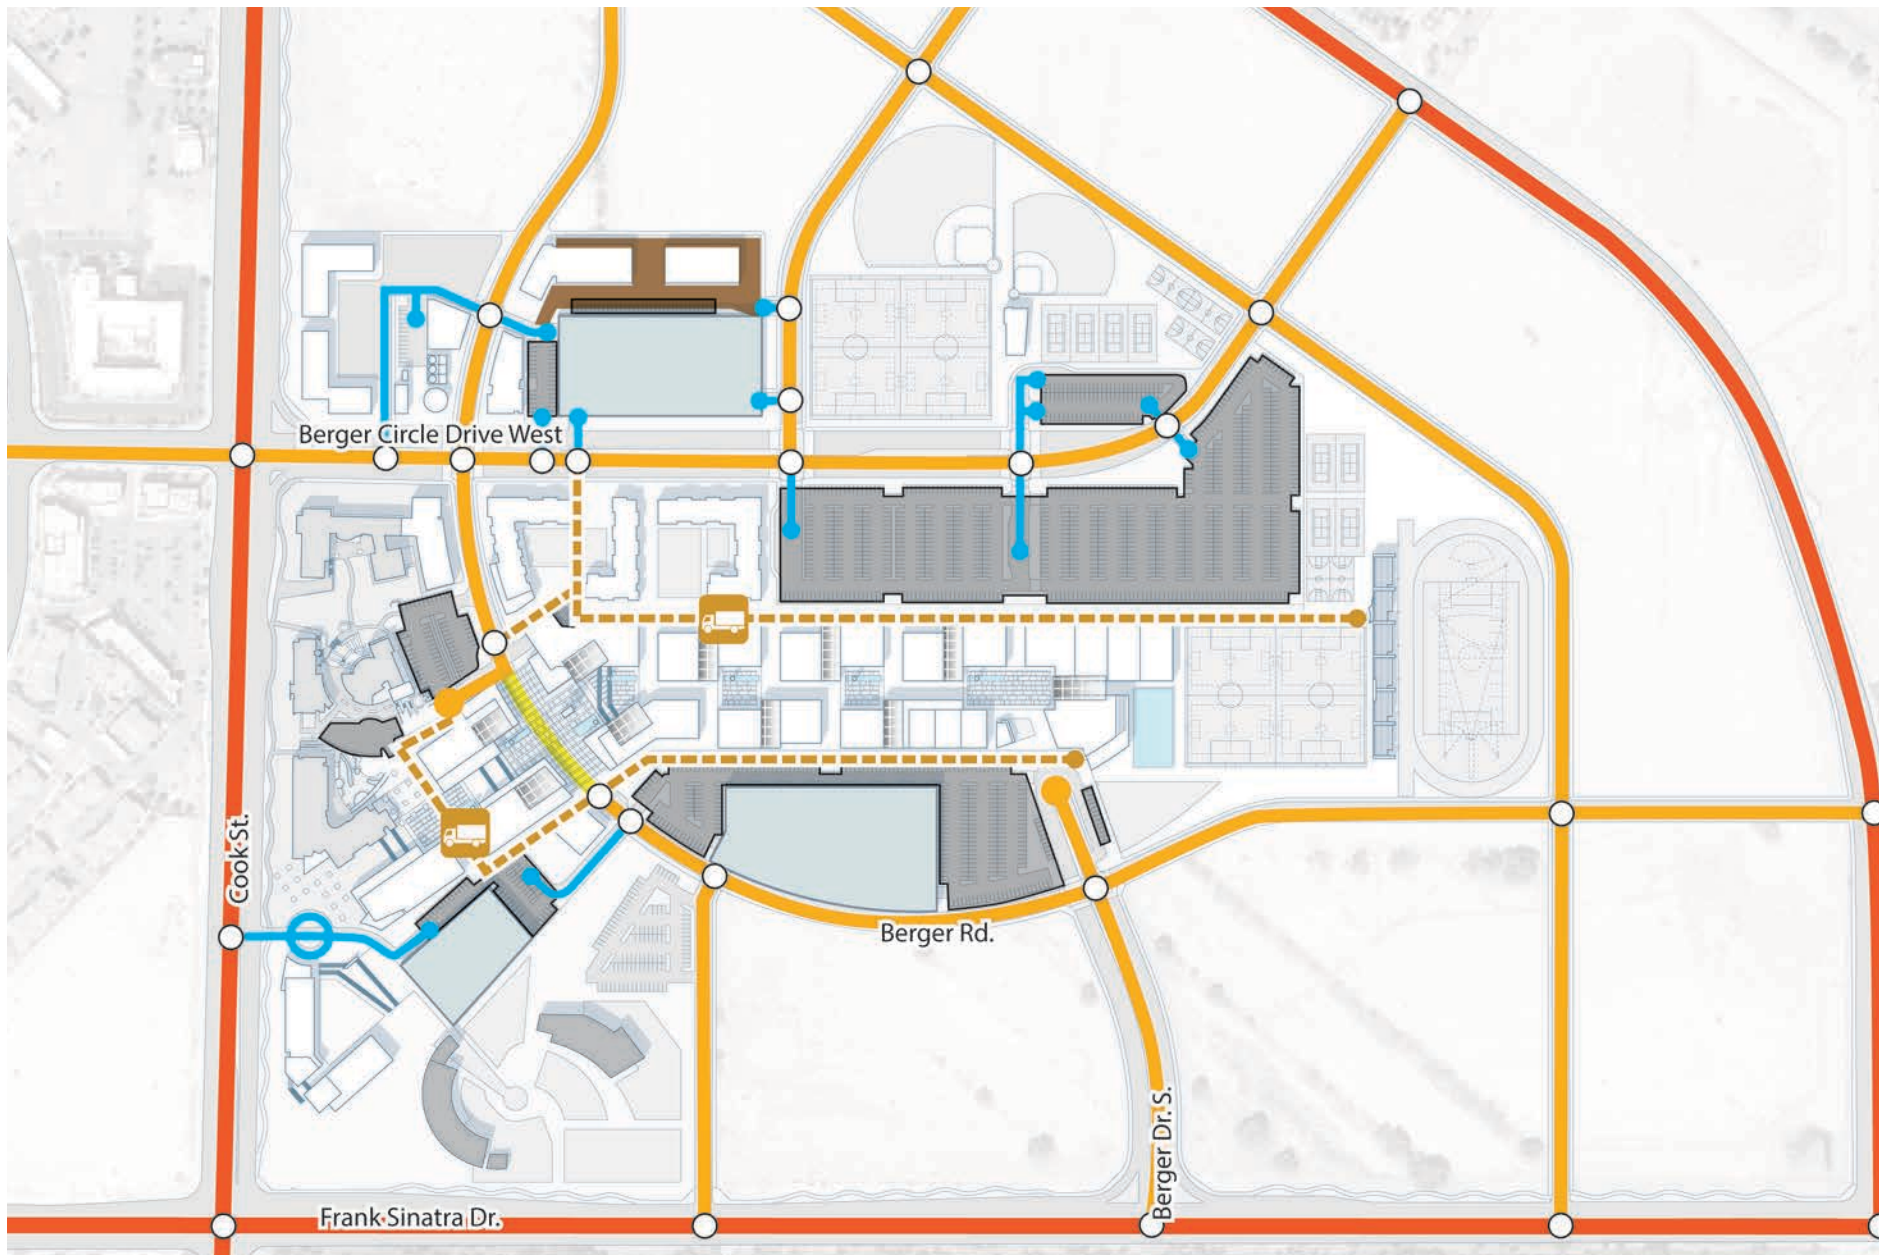 Berger Circle Drive West
Cook St.
Berger Rd.
Berger Dr. S.
Frank Sinatra Dr.